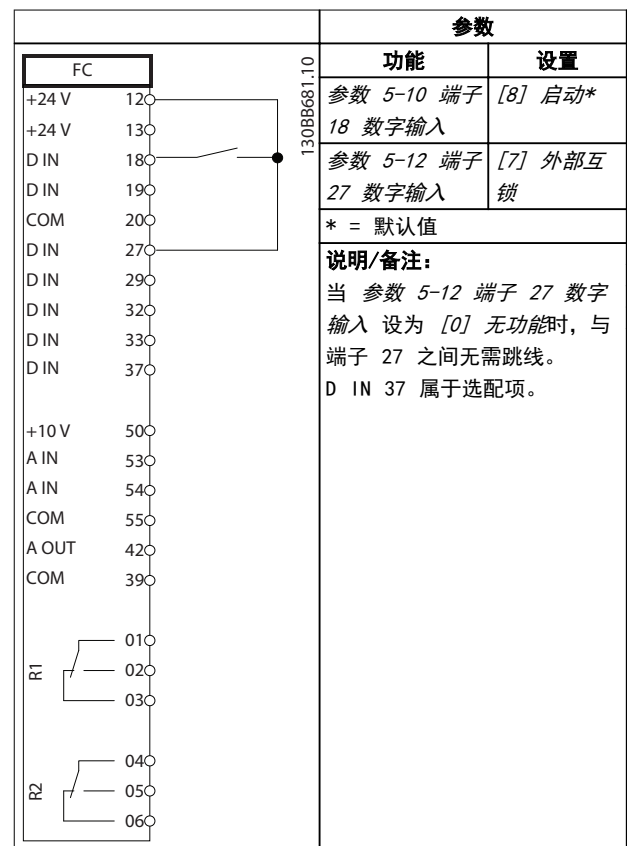 参数
功能 设置
参数 5-10 端子 [8] 启动*
18 数字输入
参数 5-12 端子 [7] 外部互
27 数字输入 锁
* = 默认值
说明/备注:
当 参数 5-12 端子 27 数字
输入 设为 [0] 无功能时, 与
端子 27 之间无需跳线。
D IN 37 属于选配项。
FC
130BB681.10
+24 V 12
+24 V 13
D IN 18
D IN 19
COM 20
D IN 27
D IN 29
D IN 32
D IN 33
D IN 37
+10 V 50
A IN 53
A IN 54
COM 55
A OUT 42
COM 39
R1
01
02
03
R2
04
05
06